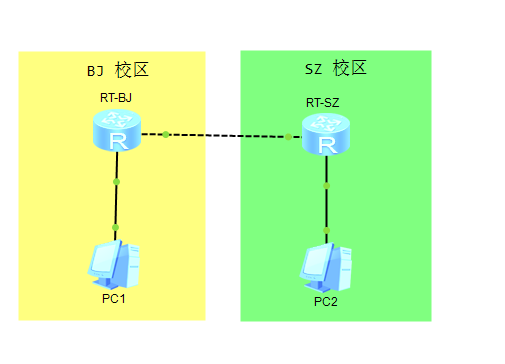 BJ 校区
SZ 校区
RT-BJ
RT-SZ
R
R
PC1
PC2